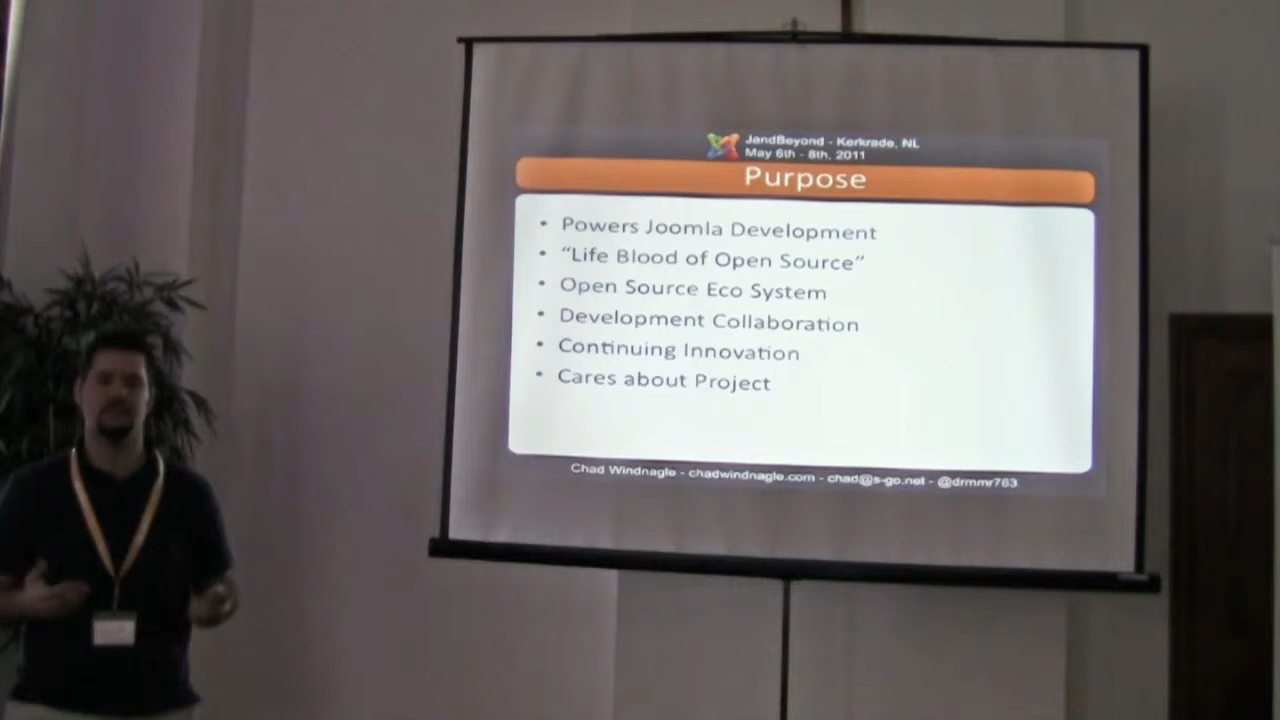 JandBeyond - Kerkrade, NL
May 6th - 8th, 2011
Purpose
• Powers Joomla Development
• “Life Blood of Open Source”
• Open Source Eco System
• Development Collaboration
• Continuing Innovation
• Cares about Project
Chad Windnagle - chadwindnagle.com - chad@s-go.net - @drmmr763